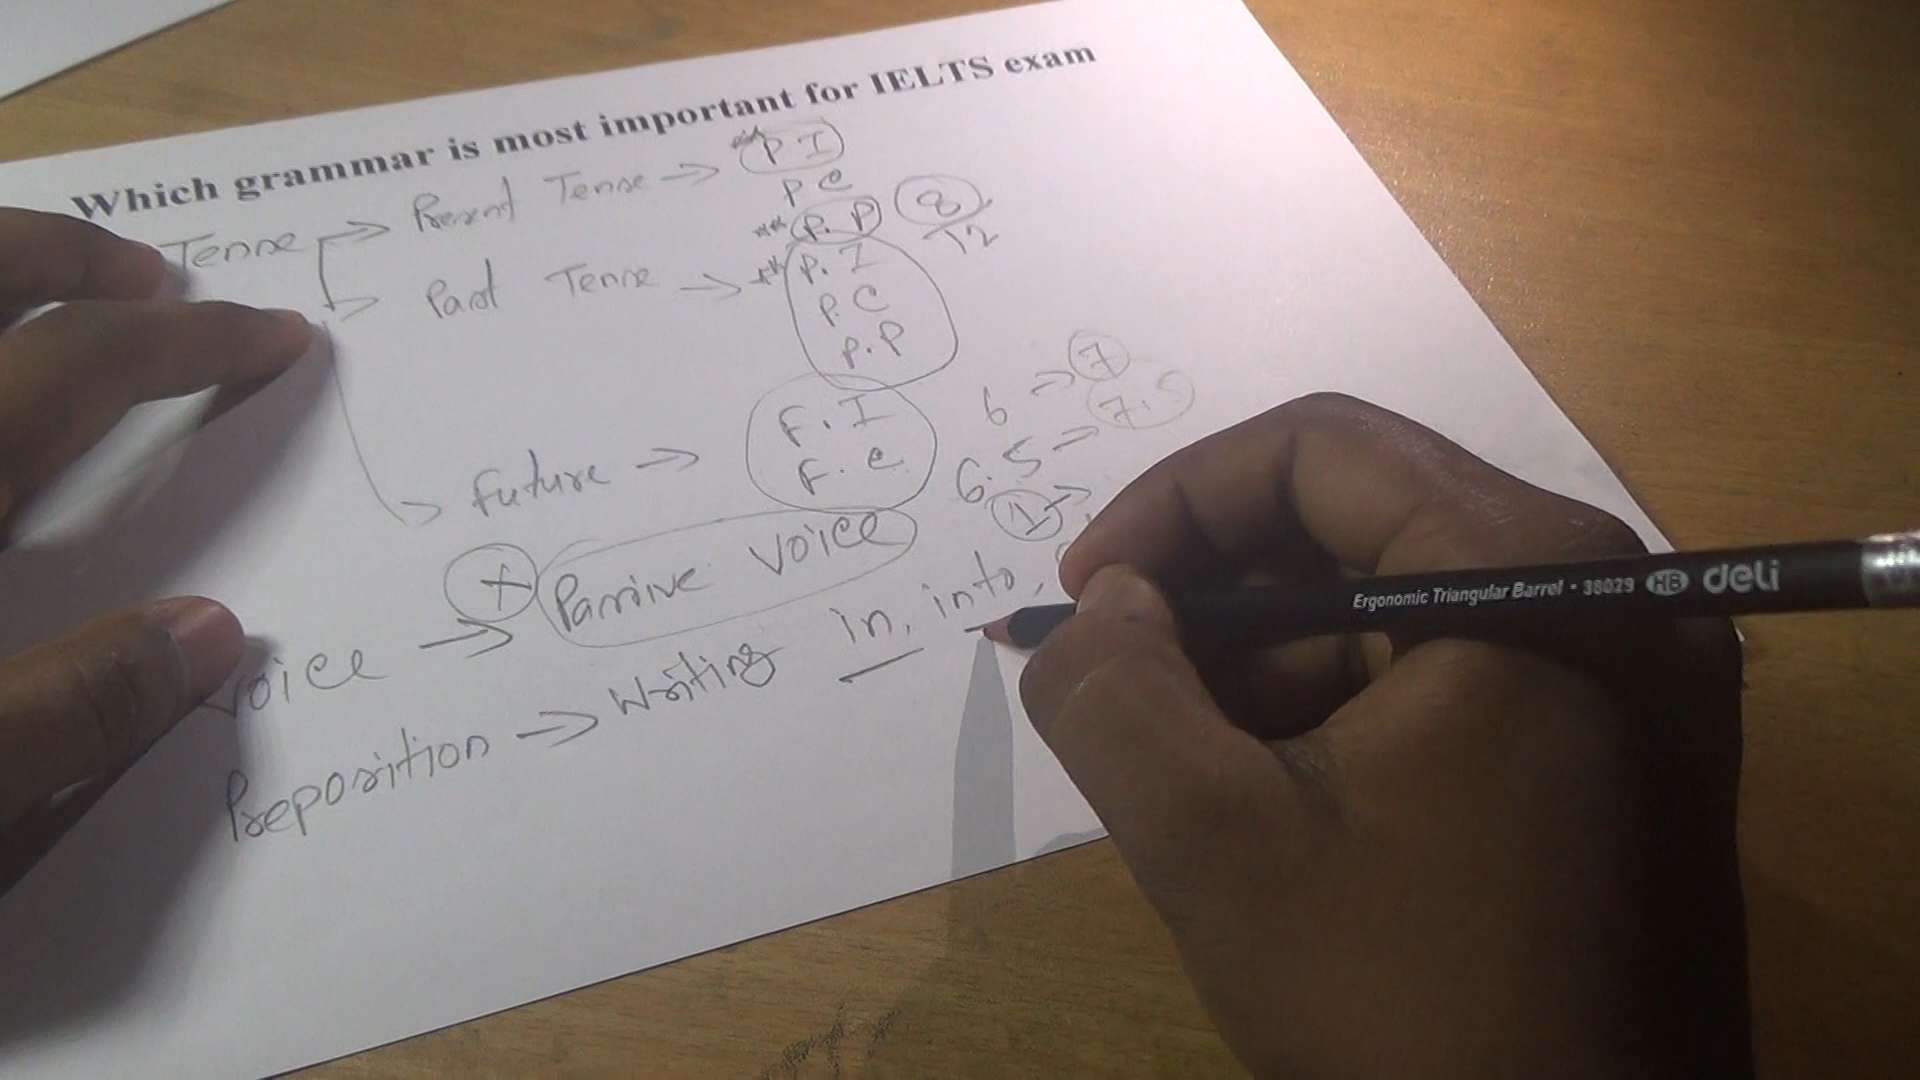 Which grammar is most important for IELTS exam
Tense → Present Tense → ** P.I
P C
** P.P 8/12
→ Past Tense → ** P. I
P. C
P.P
6 → 7
6.5 → 7.5
1 →
→ Future → F. I
F. C
Voice → + Passive Voice
Preposition → Writing in, into,
Ergonomic Triangular Barrel • 38029 HB deli